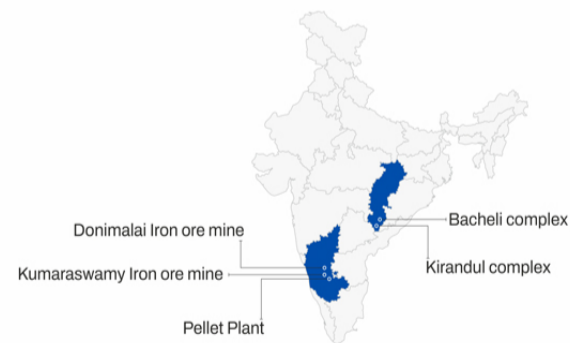 Bacheli complex
Donimalai Iron ore mine
Kirandul complex
Kumaraswamy Iron ore mine
Pellet Plant